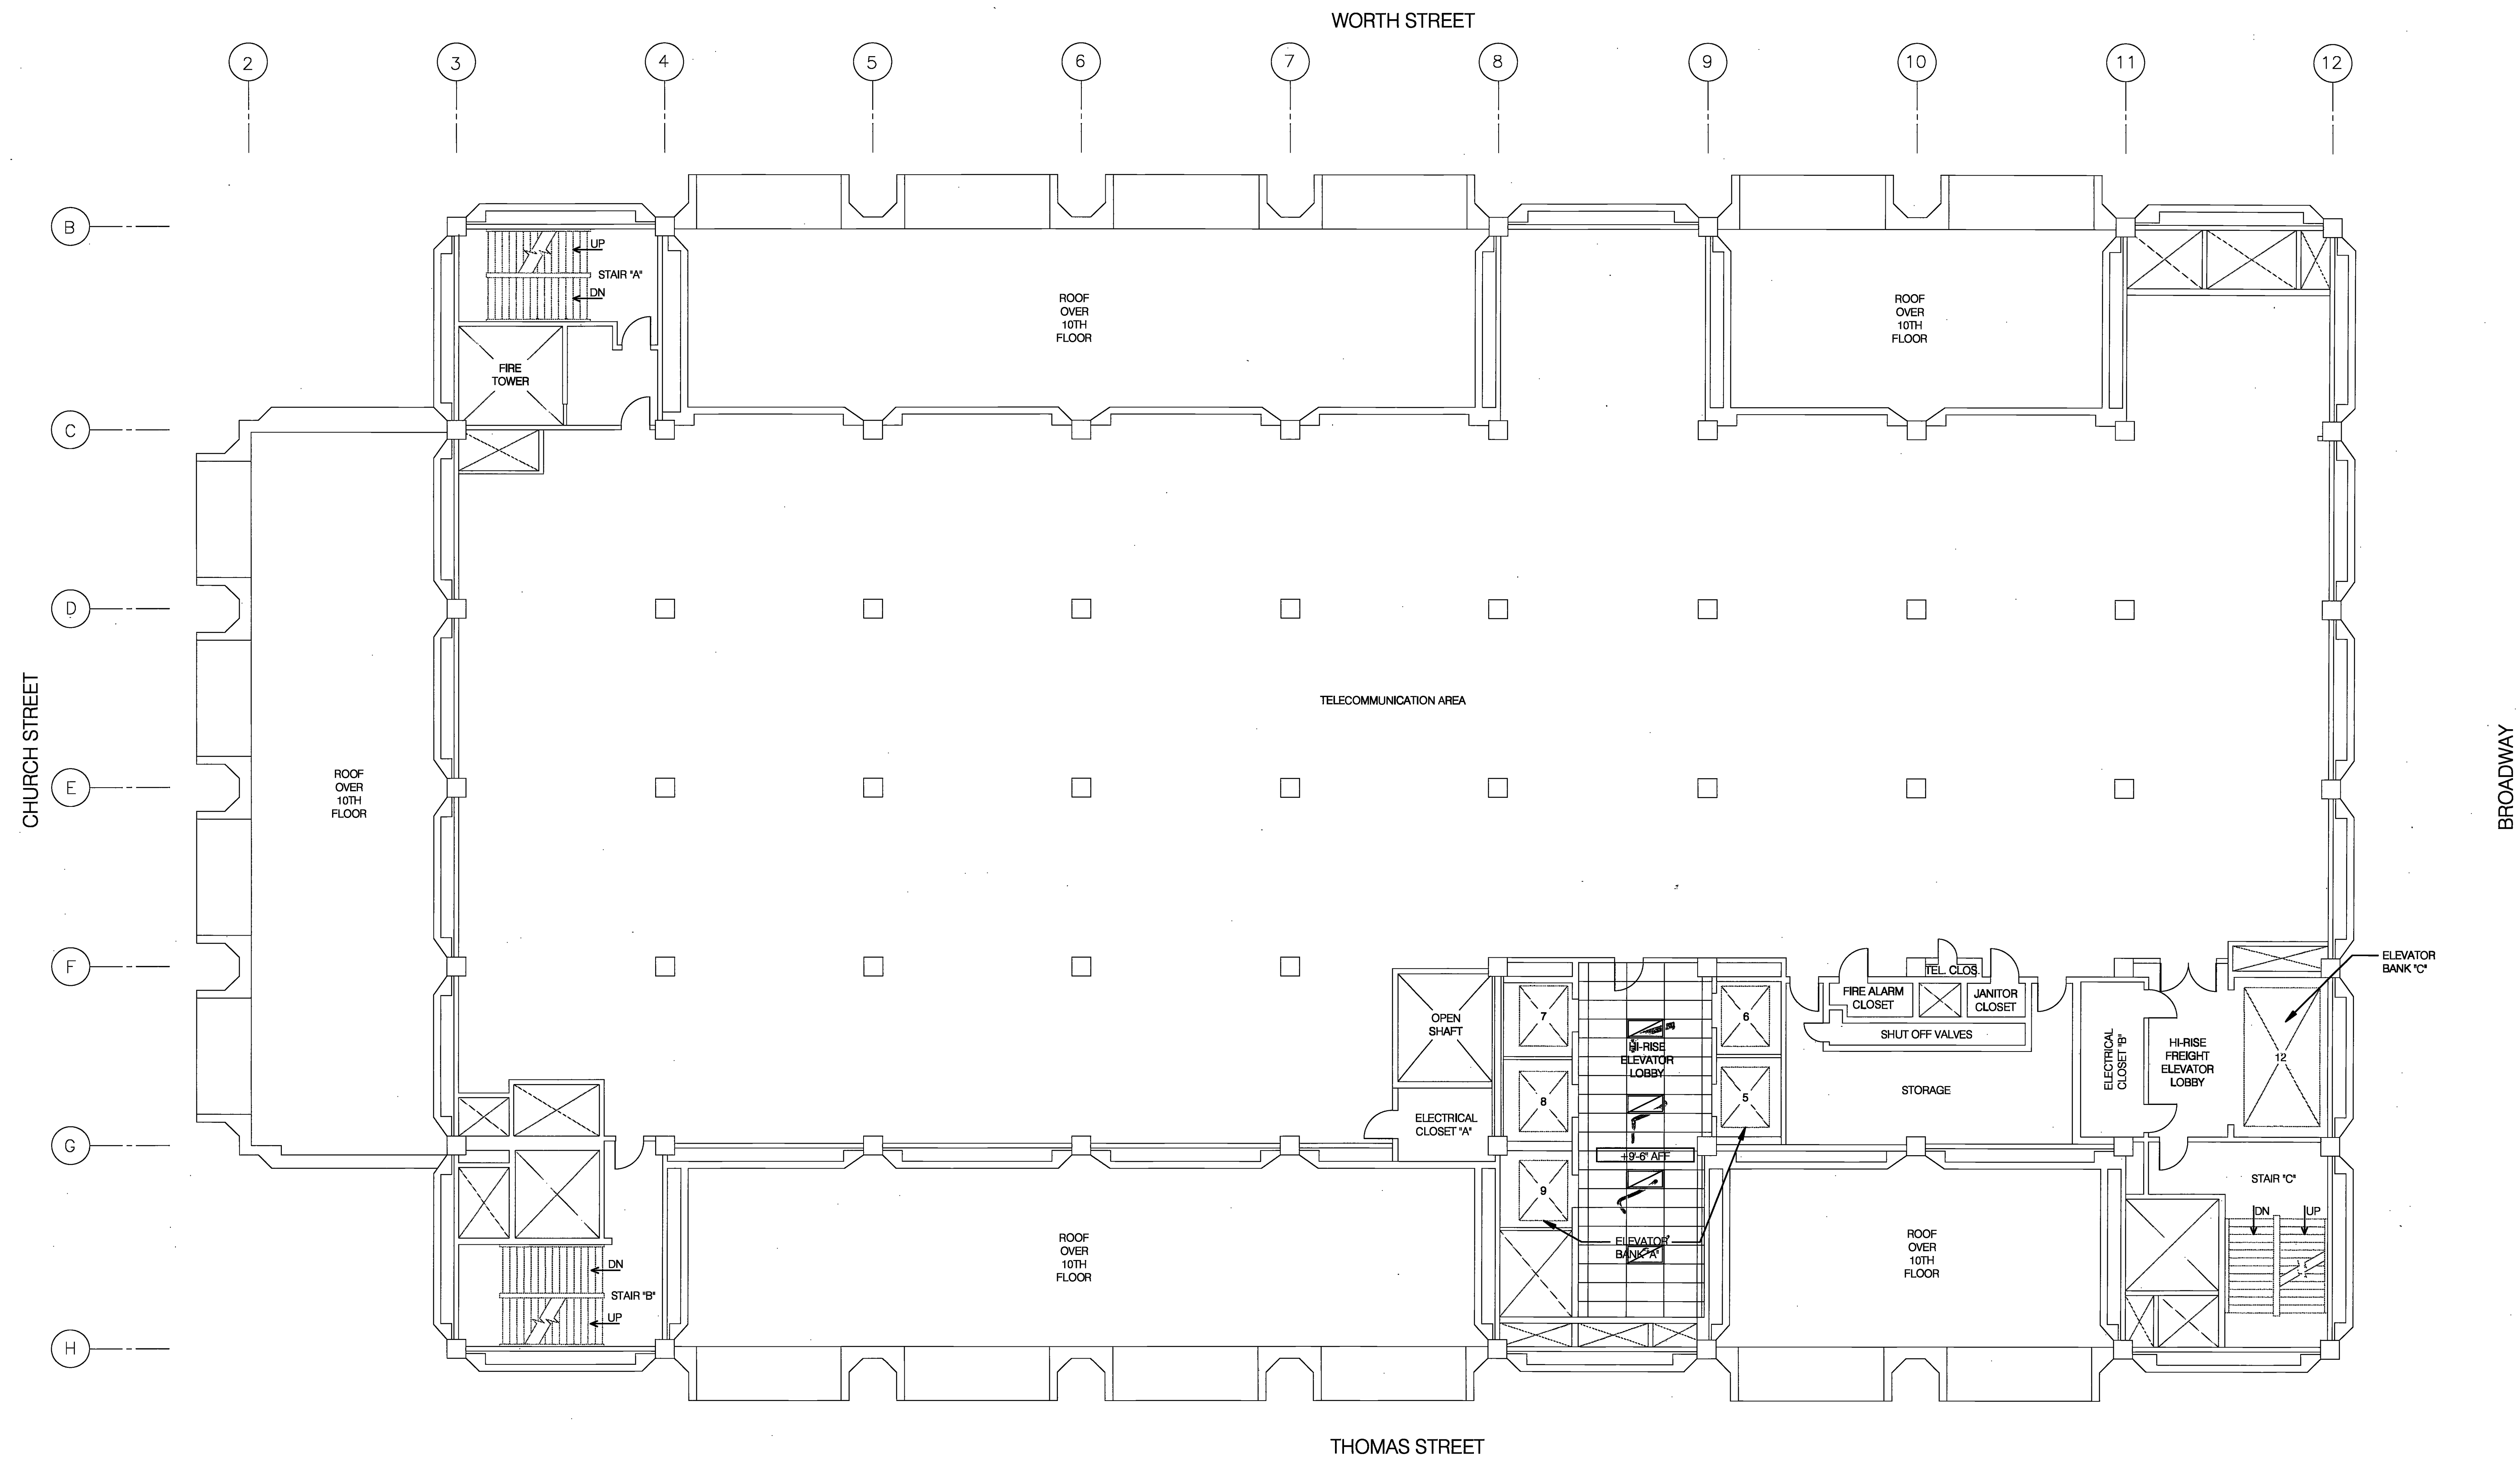 WORTH STREET
2
3
4
5
6
7
8
9
10
11
12
B
C
D
E
F
G
H
CHURCH STREET
BROADWAY
THOMAS STREET
UP
STAIR "A"
DN
FIRE
TOWER
ROOF
OVER
10TH
FLOOR
ROOF
OVER
10TH
FLOOR
TELECOMMUNICATION AREA
ROOF
OVER
10TH
FLOOR
ELEVATOR
BANK "C"
TEL. CLOS.
FIRE ALARM
CLOSET
JANITOR
CLOSET
SHUT OFF VALVES
OPEN
SHAFT
7
6
HI-RISE
ELEVATOR
LOBBY
8
5
STORAGE
ELECTRICAL
CLOSET "B"
HI-RISE
FREIGHT
ELEVATOR
LOBBY
12
ELECTRICAL
CLOSET "A"
+9'-6" AFF
9
ELEVATOR
BANK "A"
STAIR "C"
DN
UP
ROOF
OVER
10TH
FLOOR
ROOF
OVER
10TH
FLOOR
DN
STAIR "B"
UP